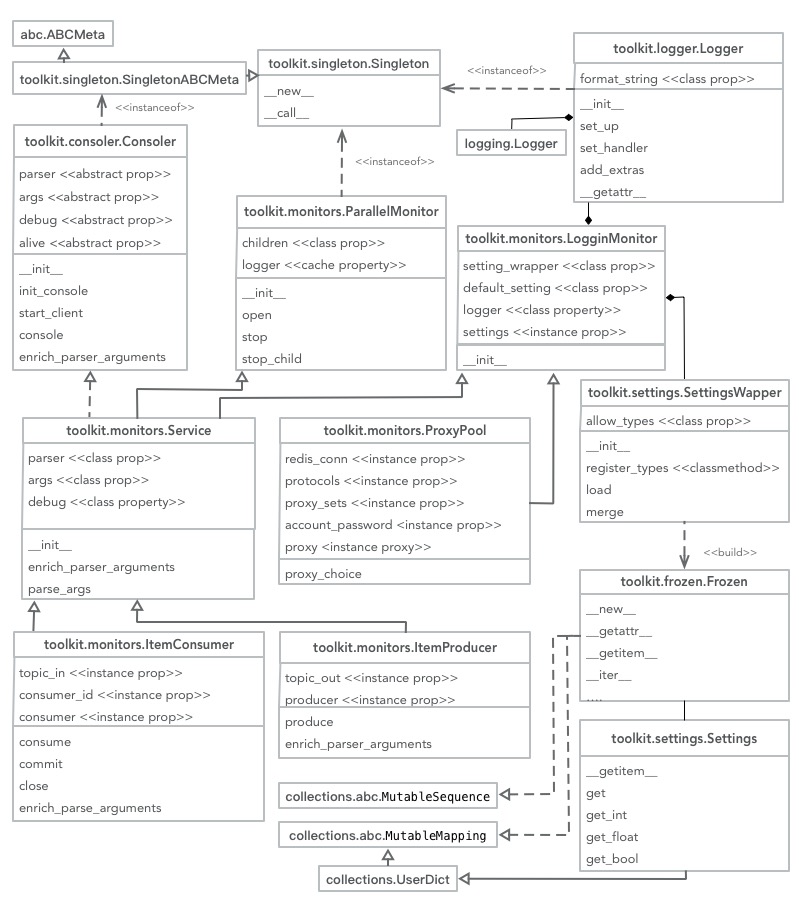 abc.ABCMeta
toolkit.singleton.SingletonABCMeta
<<instanceof>>
toolkit.singleton.Singleton
__new__
__call__
<<instanceof>>
<<instanceof>>
toolkit.logger.Logger
format_string <<class prop>>
__init__
set_up
set_handler
add_extras
__getattr__
logging.Logger
toolkit.consoler.Consoler
parser <<abstract prop>>
args <<abstract prop>>
debug <<abstract prop>>
alive <<abstract prop>>
__init__
init_console
start_client
console
enrich_parser_arguments
toolkit.monitors.ParallelMonitor
children <<class prop>>
logger <<cache property>>
__init__
open
stop
stop_child
toolkit.monitors.LogginMonitor
setting_wrapper <<class prop>>
default_setting <<class prop>>
logger <<class property>>
settings <<instance prop>>
__init__
toolkit.settings.SettingsWapper
allow_types <<class prop>>
__init__
register_types <<classmethod>>
load
merge
<<build>>
toolkit.monitors.Service
parser <<class prop>>
args <<class prop>>
debug <<class property>>
__init__
enrich_parser_arguments
parse_args
toolkit.monitors.ProxyPool
redis_conn <<instance prop>>
protocols <<instance prop>>
proxy_sets <<instance prop>>
account_password <instance prop>>
proxy <instance proxy>>
proxy_choice
toolkit.frozen.Frozen
__new__
__getattr__
__getitem__
__iter__
....
toolkit.monitors.ItemConsumer
topic_in <<instance prop>>
consumer_id <<instance prop>>
consumer <<instance prop>>
consume
commit
close
enrich_parse_arguments
toolkit.monitors.ItemProducer
topic_out <<instance prop>>
producer <<instance prop>>
produce
enrich_parser_arguments
toolkit.settings.Settings
__getitem__
get
get_int
get_float
get_bool
collections.abc.MutableSequence
collections.abc.MutableMapping
collections.UserDict